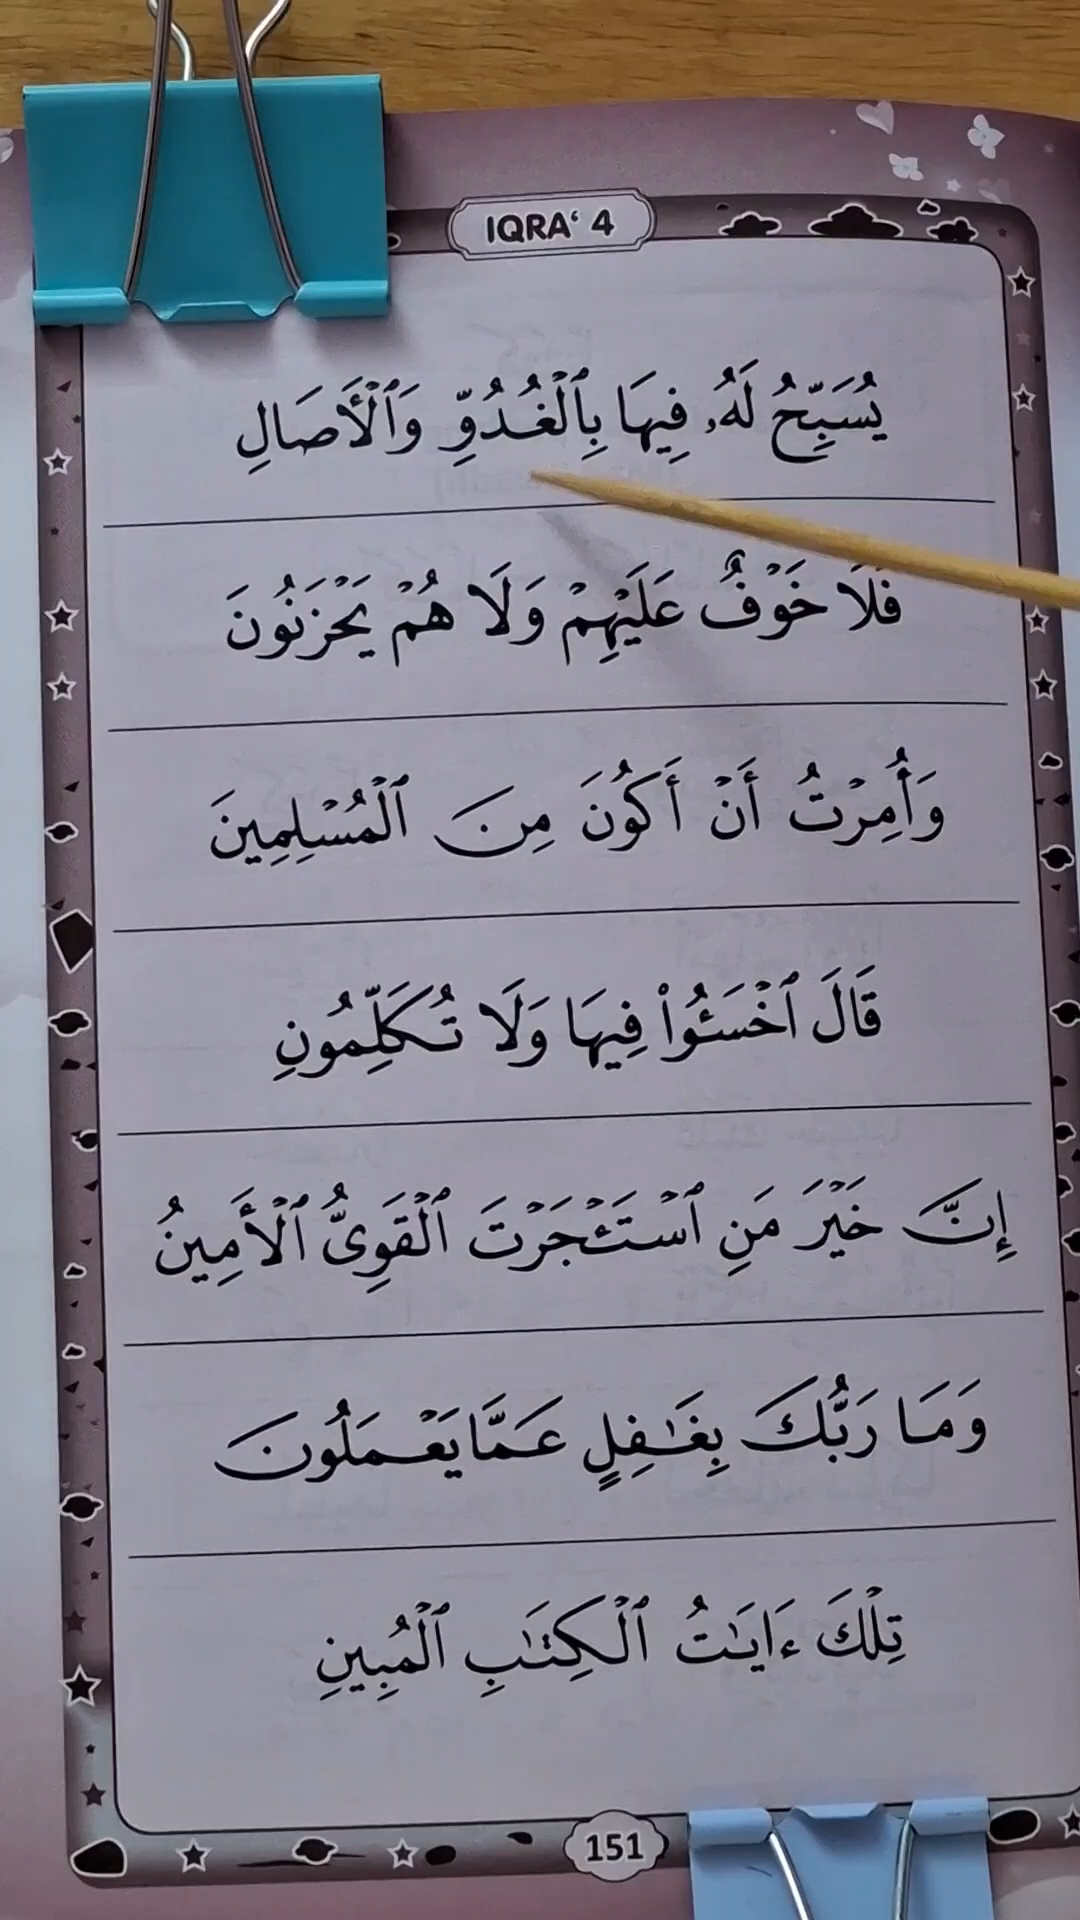 IQRA‘ 4
يُسَبِّحُ لَهُۥ فِيهَا بِٱلْغُدُوِّ وَٱلْأَصَالِ
فَلَا خَوْفٌ عَلَيْهِمْ وَلَا هُمْ يَحْزَنُونَ
وَأُمِرْتُ أَنْ أَكُونَ مِنَ ٱلْمُسْلِمِينَ
قَالَ ٱخْسَـُٔوا۟ فِيهَا وَلَا تُكَلِّمُونِ
إِنَّ خَيْرَ مَنِ ٱسْتَـْٔجَرْتَ ٱلْقَوِىُّ ٱلْأَمِينُ
وَمَا رَبُّكَ بِغَـٰفِلٍ عَمَّا يَعْمَلُونَ
تِلْكَ ءَايَـٰتُ ٱلْكِتَـٰبِ ٱلْمُبِينِ
151